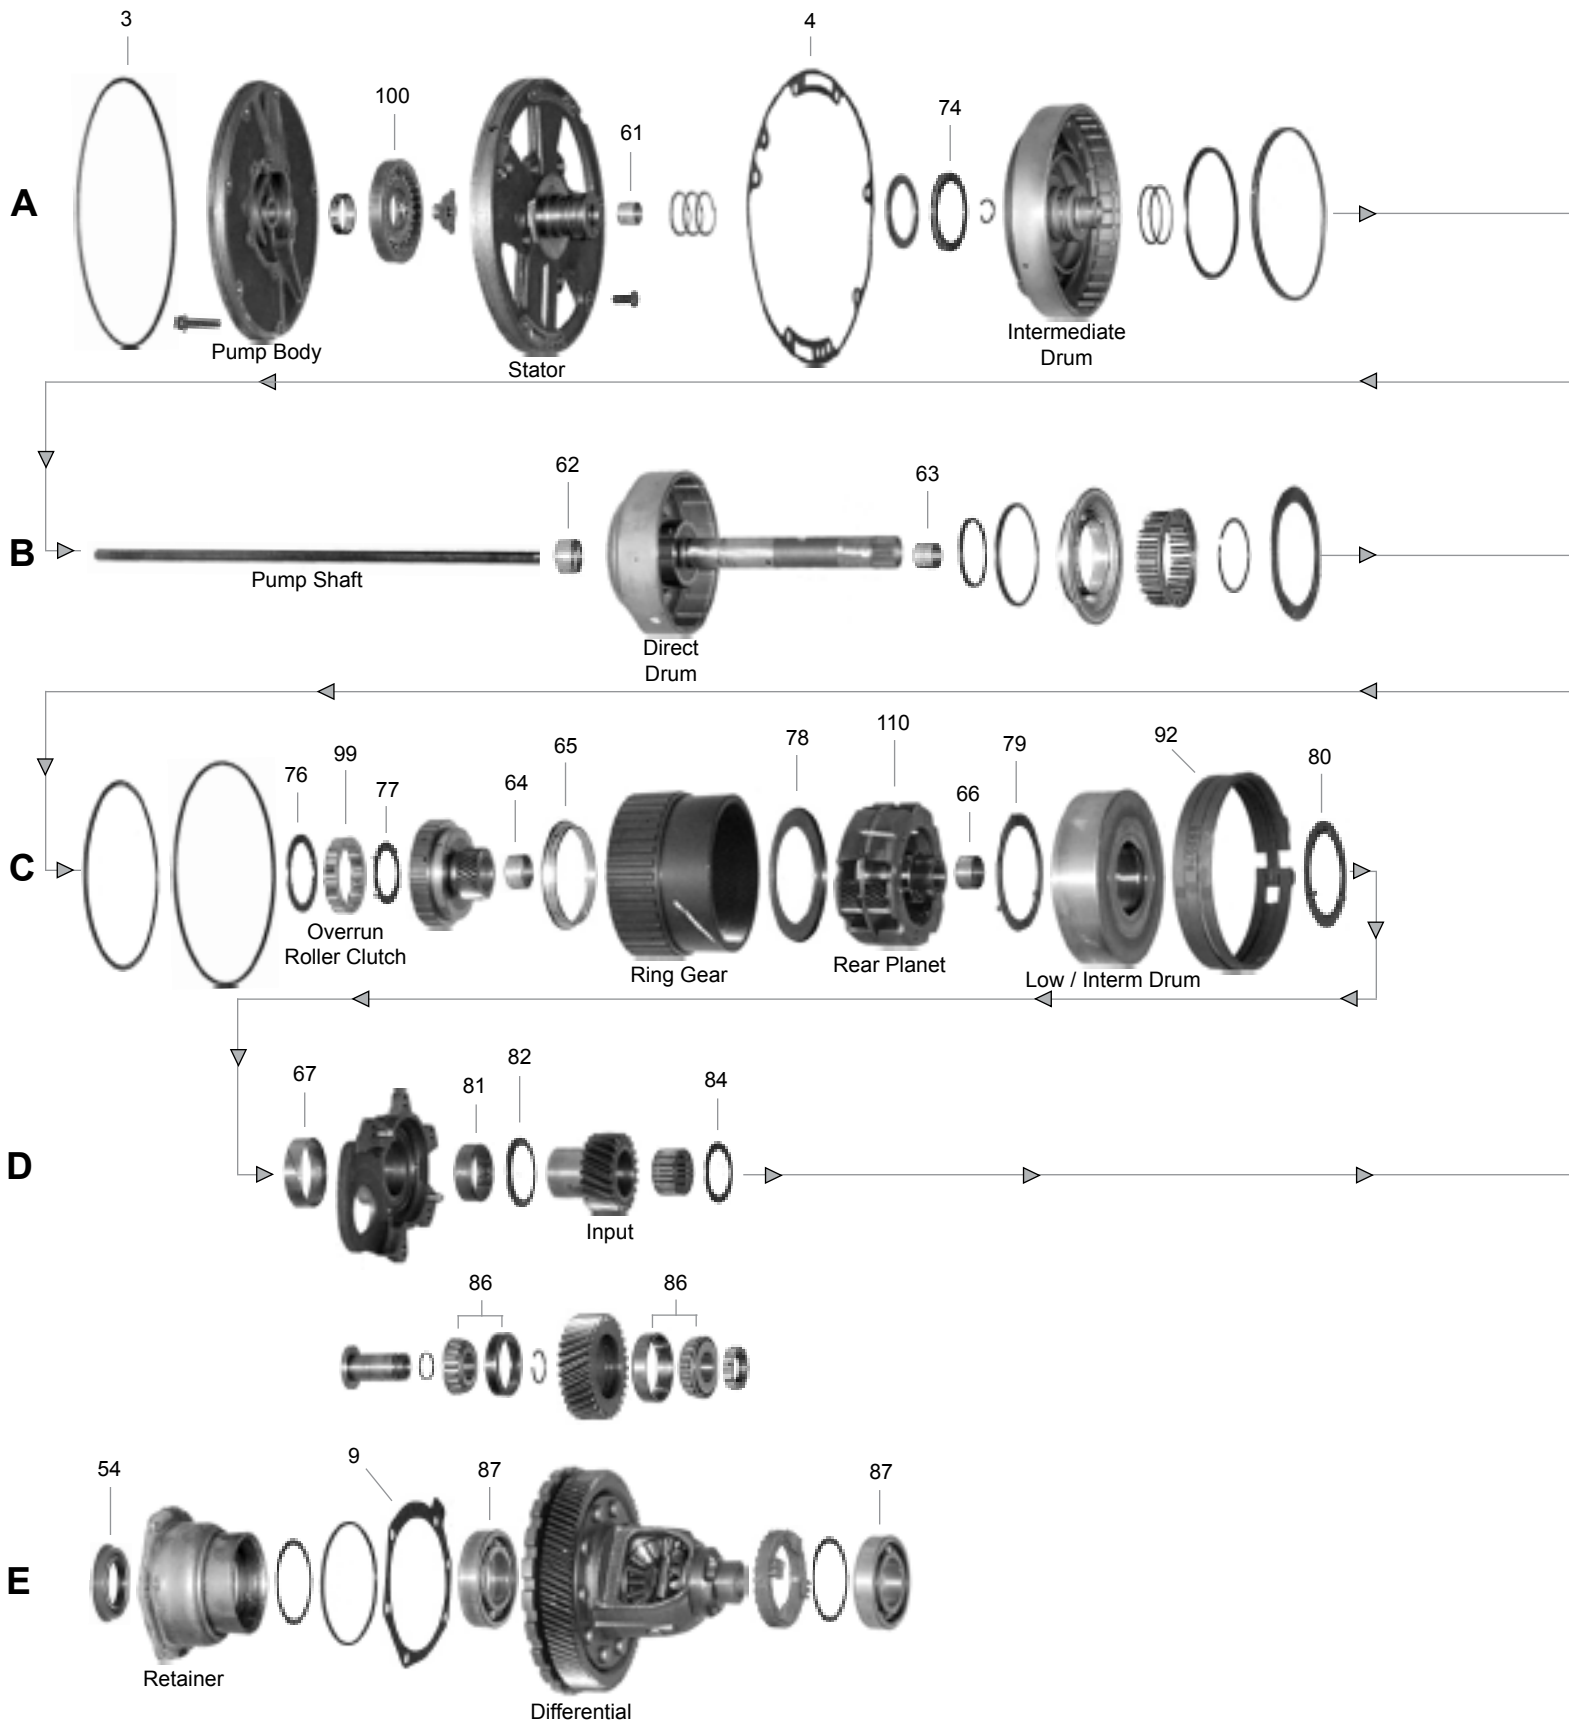 3
4
100
74
61
A
Pump Body
Stator
Intermediate
Drum
62
63
B
Pump Shaft
Direct
Drum
76
99
77
64
65
78
110
66
79
92
80
C
Overrun
Roller Clutch
Ring Gear
Rear Planet
Low / Interm Drum
67
81
82
84
D
Input
86
86
54
9
87
87
E
Retainer
Differential